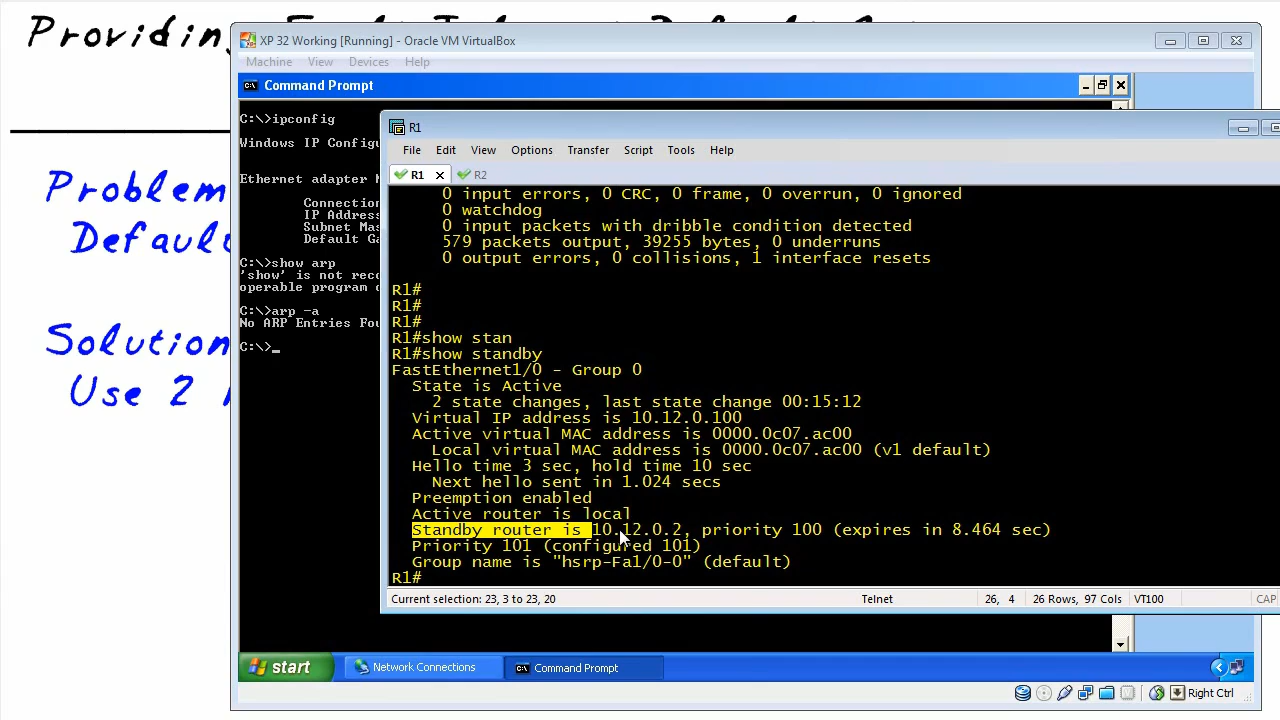 Providing
XP 32 Working [Running] - Oracle VM VirtualBox
Machine View Devices Help
Command Prompt
C:\>ipconfig
Windows IP Configu
Ethernet adapter
Connection
IP Address
Subnet Mas
Default Ga
C:\>show arp
'show' is not reco
operable program o
C:\>arp -a
No ARP Entries Fou
C:\>_
Problem
Default
Solution
Use 2
R1
File Edit View Options Transfer Script Tools Help
R1 R2
0 input errors, 0 CRC, 0 frame, 0 overrun, 0 ignored
0 watchdog
0 input packets with dribble condition detected
579 packets output, 39255 bytes, 0 underruns
0 output errors, 0 collisions, 1 interface resets
R1#
R1#
R1#
R1#show stan
R1#show standby
FastEthernet1/0 - Group 0
State is Active
2 state changes, last state change 00:15:12
Virtual IP address is 10.12.0.100
Active virtual MAC address is 0000.0c07.ac00
Local virtual MAC address is 0000.0c07.ac00 (v1 default)
Hello time 3 sec, hold time 10 sec
Next hello sent in 1.024 secs
Preemption enabled
Active router is local
Standby router is 10.12.0.2, priority 100 (expires in 8.464 sec)
Priority 101 (configured 101)
Group name is "hsrp-Fa1/0-0" (default)
R1#
Current selection: 23, 3 to 23, 20 Telnet 26, 4 26 Rows, 97 Cols VT100 CAP
start Network Connections Command Prompt
Right Ctrl